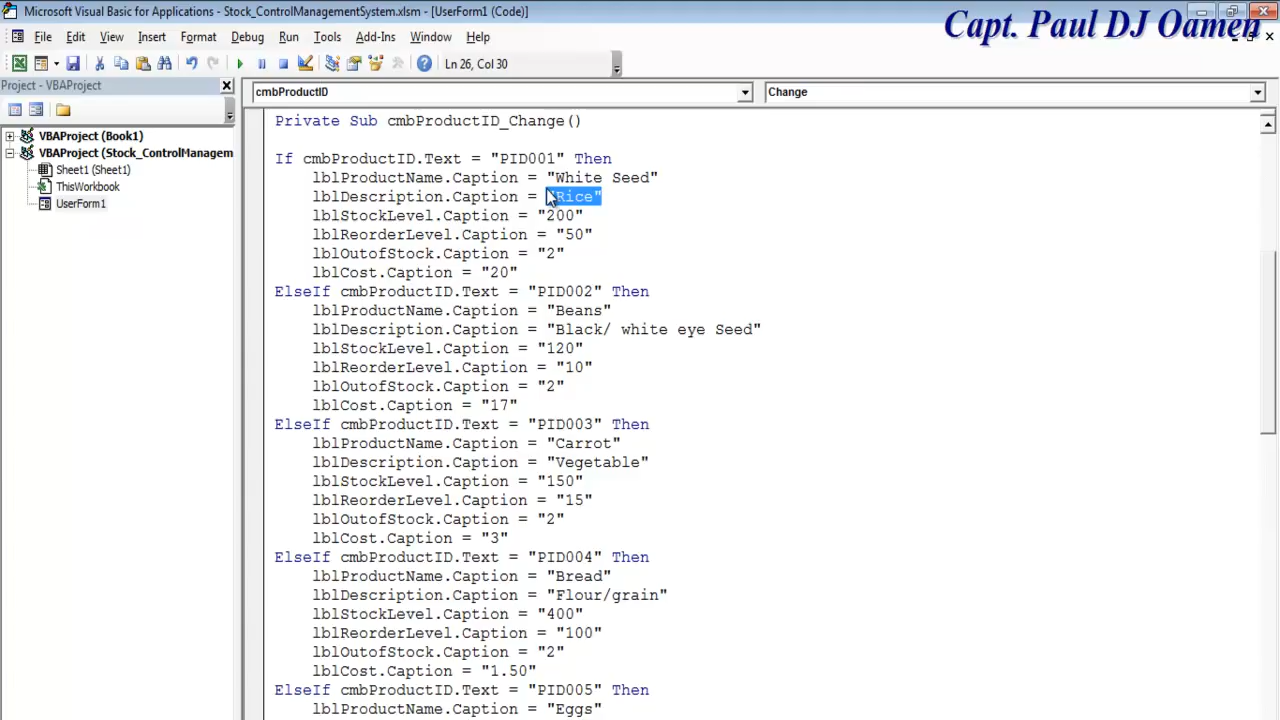 Microsoft Visual Basic for Applications - Stock_ControlManagementSystem.xlsm - [UserForm1 (Code)]
Capt. Paul DJ Oamen
File Edit View Insert Format Debug Run Tools Add-Ins Window Help
Ln 26, Col 30
Project - VBAProject
cmbProductID Change
VBAProject (Book1)
VBAProject (Stock_ControlManagem
Sheet1 (Sheet1)
ThisWorkbook
UserForm1
Private Sub cmbProductID_Change()
If cmbProductID.Text = "PID001" Then
lblProductName.Caption = "White Seed"
lblDescription.Caption = "Rice"
lblStockLevel.Caption = "200"
lblReorderLevel.Caption = "50"
lblOutofStock.Caption = "2"
lblCost.Caption = "20"
ElseIf cmbProductID.Text = "PID002" Then
lblProductName.Caption = "Beans"
lblDescription.Caption = "Black/ white eye Seed"
lblStockLevel.Caption = "120"
lblReorderLevel.Caption = "10"
lblOutofStock.Caption = "2"
lblCost.Caption = "17"
ElseIf cmbProductID.Text = "PID003" Then
lblProductName.Caption = "Carrot"
lblDescription.Caption = "Vegetable"
lblStockLevel.Caption = "150"
lblReorderLevel.Caption = "15"
lblOutofStock.Caption = "2"
lblCost.Caption = "3"
ElseIf cmbProductID.Text = "PID004" Then
lblProductName.Caption = "Bread"
lblDescription.Caption = "Flour/grain"
lblStockLevel.Caption = "400"
lblReorderLevel.Caption = "100"
lblOutofStock.Caption = "2"
lblCost.Caption = "1.50"
ElseIf cmbProductID.Text = "PID005" Then
lblProductName.Caption = "Eggs"